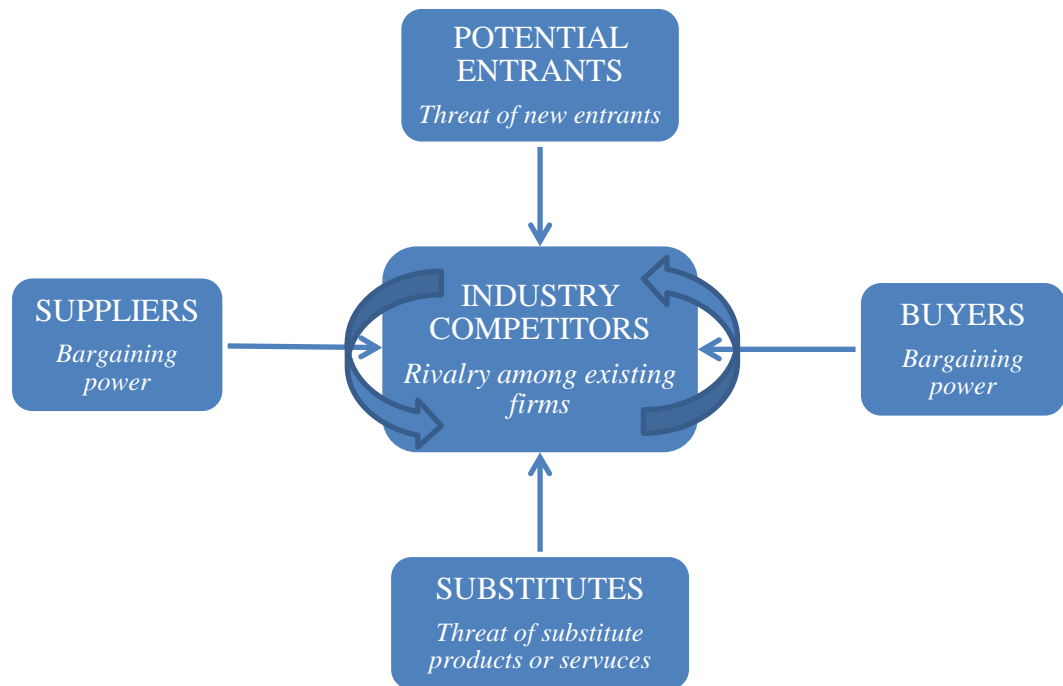 POTENTIAL
ENTRANTS
Threat of new entrants
SUPPLIERS
Bargaining
power
INDUSTRY
COMPETITORS
Rivalry among existing
firms
BUYERS
Bargaining
power
SUBSTITUTES
Threat of substitute
products or servuces